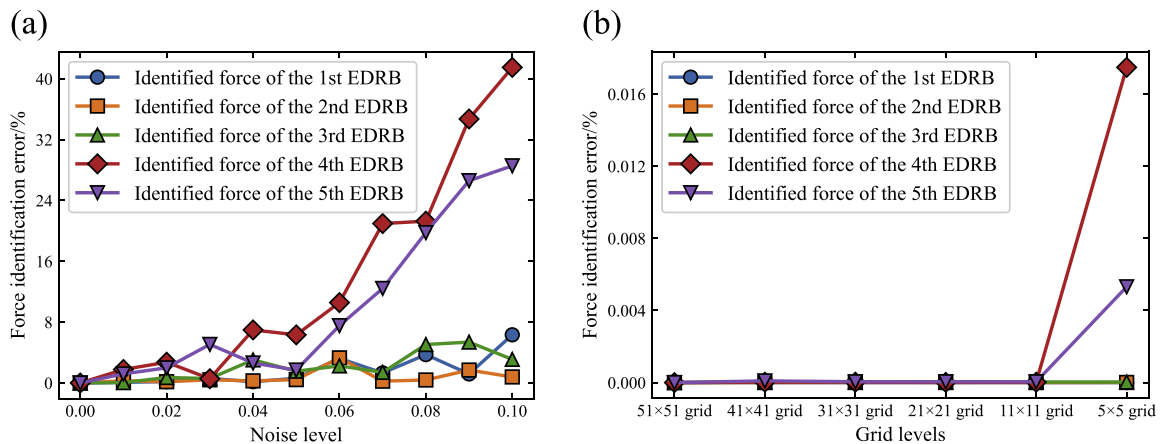 (a)
Force identification error/%
40
32
24
16
8
0
Identified force of the 1st EDRB
Identified force of the 2nd EDRB
Identified force of the 3rd EDRB
Identified force of the 4th EDRB
Identified force of the 5th EDRB
0.00 0.02 0.04 0.06 0.08 0.10
Noise level
(b)
Force identification error/%
0.016
0.012
0.008
0.004
0.000
Identified force of the 1st EDRB
Identified force of the 2nd EDRB
Identified force of the 3rd EDRB
Identified force of the 4th EDRB
Identified force of the 5th EDRB
51×51 grid 41×41 grid 31×31 grid 21×21 grid 11×11 grid 5×5 grid
Grid levels